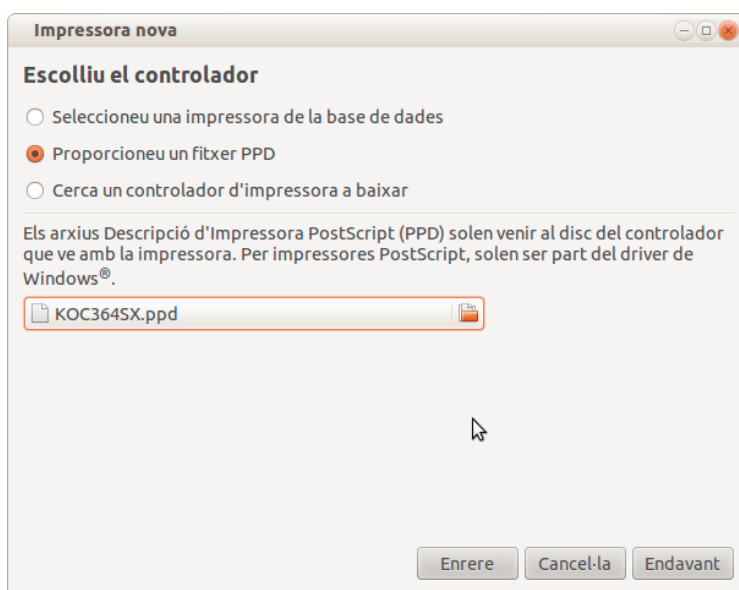 Impressora nova
Escolliu el controlador
Seleccioneu una impressora de la base de dades
Proporcioneu un fitxer PPD
Cerca un controlador d'impressora a baixar
Els arxius Descripció d'Impressora PostScript (PPD) solen venir al disc del controlador
que ve amb la impressora. Per impressores PostScript, solen ser part del driver de
Windows®.
KOC364SX.ppd
Enrere Cancel·la Endavant